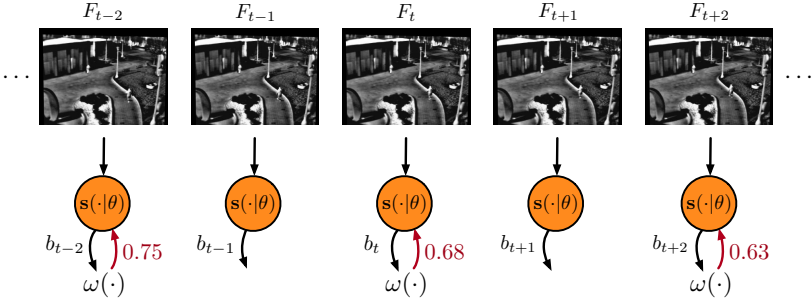 F_{t−2} F_{t−1} F_t F_{t+1} F_{t+2}
… …
s(·|θ) s(·|θ) s(·|θ) s(·|θ) s(·|θ)
b_{t−2} 0.75 b_{t−1} b_t 0.68 b_{t+1} b_{t+2} 0.63
ω(·) ω(·) ω(·)